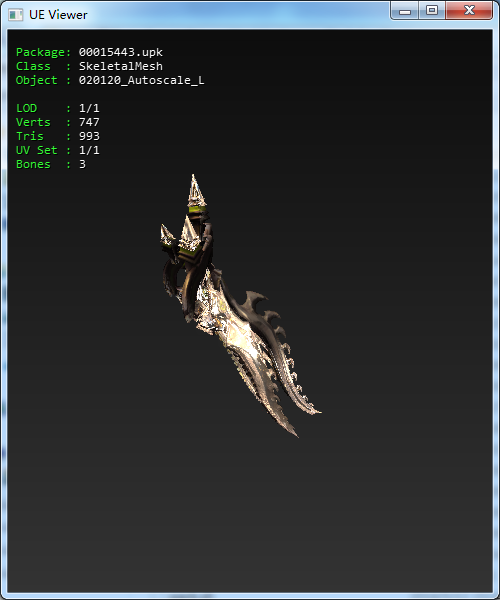 UE Viewer
Package: 00015443.upk
Class  : SkeletalMesh
Object : 020120_Autoscale_L
LOD    : 1/1
Verts  : 747
Tris   : 993
UV Set : 1/1
Bones  : 3